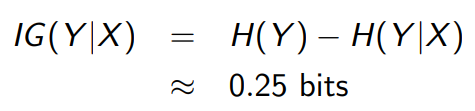 IG(Y|X) = H(Y) − H(Y|X)
≈ 0.25 bits